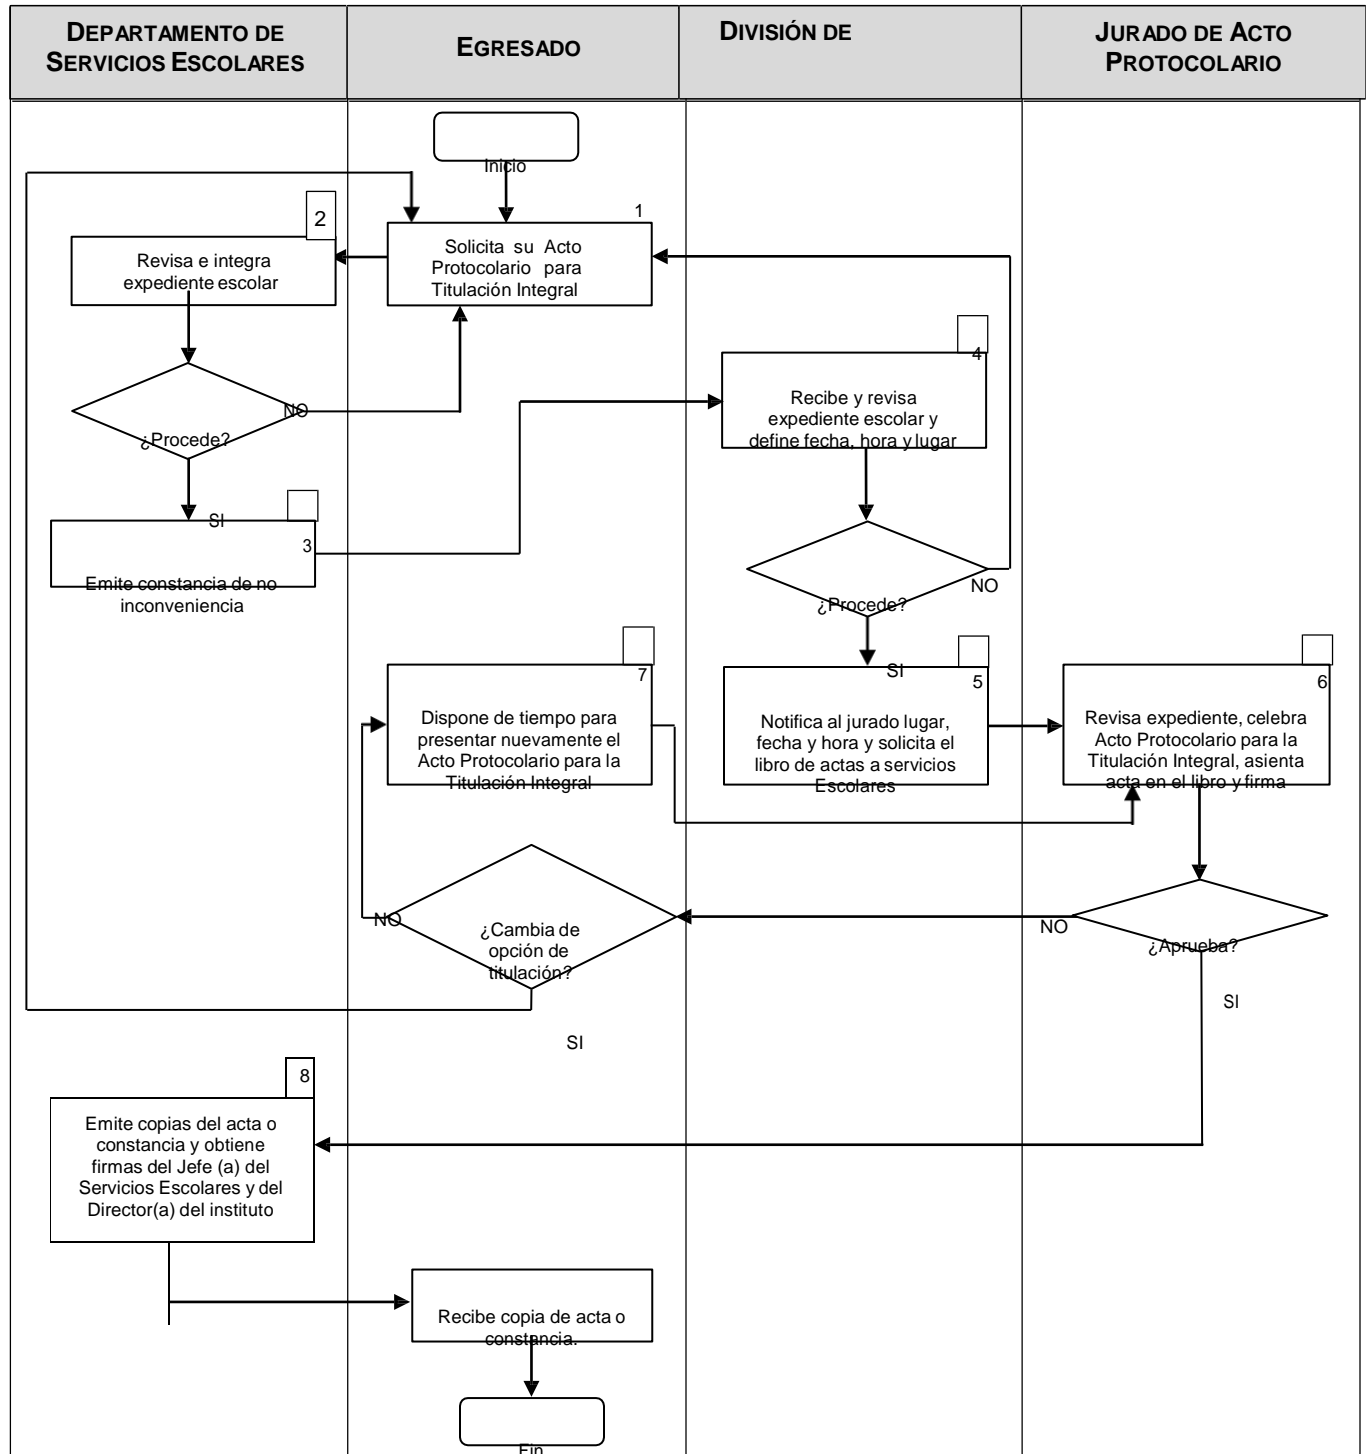 DEPARTAMENTO DE
SERVICIOS ESCOLARES
EGRESADO
DIVISIÓN DE
JURADO DE ACTO
PROTOCOLARIO
Inicio
1
Solicita su Acto
Protocolario para
Titulación Integral
2
Revisa e integra
expediente escolar
¿Procede?
NO
SI
3
Emite constancia de no
inconveniencia
4
Recibe y revisa
expediente escolar y
define fecha, hora y lugar
¿Procede?
NO
SI
5
Notifica al jurado lugar,
fecha y hora y solicita el
libro de actas a servicios
Escolares
6
Revisa expediente, celebra
Acto Protocolario para la
Titulación Integral, asienta
acta en el libro y firma
7
Dispone de tiempo para
presentar nuevamente el
Acto Protocolario para la
Titulación Integral
¿Aprueba?
NO
SI
¿Cambia de
opción de
titulación?
NO
SI
8
Emite copias del acta o
constancia y obtiene
firmas del Jefe (a) del
Servicios Escolares y del
Director(a) del instituto
Recibe copia de acta o
constancia.
Fin